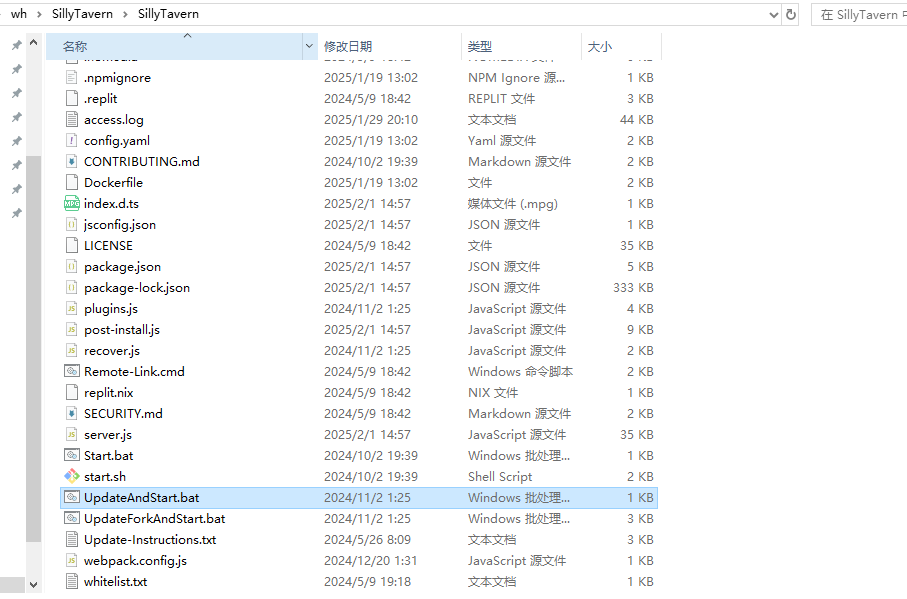 wh > SillyTavern > SillyTavern 在 SillyTavern
名称 修改日期 类型 大小
.npmignore 2025/1/19 13:02 NPM Ignore 源... 1 KB
.replit 2024/5/9 18:42 REPLIT 文件 3 KB
access.log 2025/1/29 20:10 文本文档 44 KB
config.yaml 2025/1/19 13:02 Yaml 源文件 2 KB
CONTRIBUTING.md 2024/10/2 19:39 Markdown 源文件 2 KB
Dockerfile 2025/1/19 13:02 文件 2 KB
index.d.ts 2025/2/1 14:57 媒体文件 (.mpg) 1 KB
jsconfig.json 2025/2/1 14:57 JSON 源文件 1 KB
LICENSE 2024/5/9 18:42 文件 35 KB
package.json 2025/2/1 14:57 JSON 源文件 5 KB
package-lock.json 2025/2/1 14:57 JSON 源文件 333 KB
plugins.js 2024/11/2 1:25 JavaScript 源文件 4 KB
post-install.js 2025/2/1 14:57 JavaScript 源文件 9 KB
recover.js 2024/11/2 1:25 JavaScript 源文件 2 KB
Remote-Link.cmd 2024/5/9 18:42 Windows 命令脚本 2 KB
replit.nix 2024/5/9 18:42 NIX 文件 1 KB
SECURITY.md 2024/5/9 18:42 Markdown 源文件 2 KB
server.js 2025/2/1 14:57 JavaScript 源文件 35 KB
Start.bat 2024/10/2 19:39 Windows 批处理... 1 KB
start.sh 2024/10/2 19:39 Shell Script 2 KB
UpdateAndStart.bat 2024/11/2 1:25 Windows 批处理... 1 KB
UpdateForkAndStart.bat 2024/11/2 1:25 Windows 批处理... 3 KB
Update-Instructions.txt 2024/5/26 8:09 文本文档 3 KB
webpack.config.js 2024/12/20 1:31 JavaScript 源文件 1 KB
whitelist.txt 2024/5/9 19:18 文本文档 1 KB